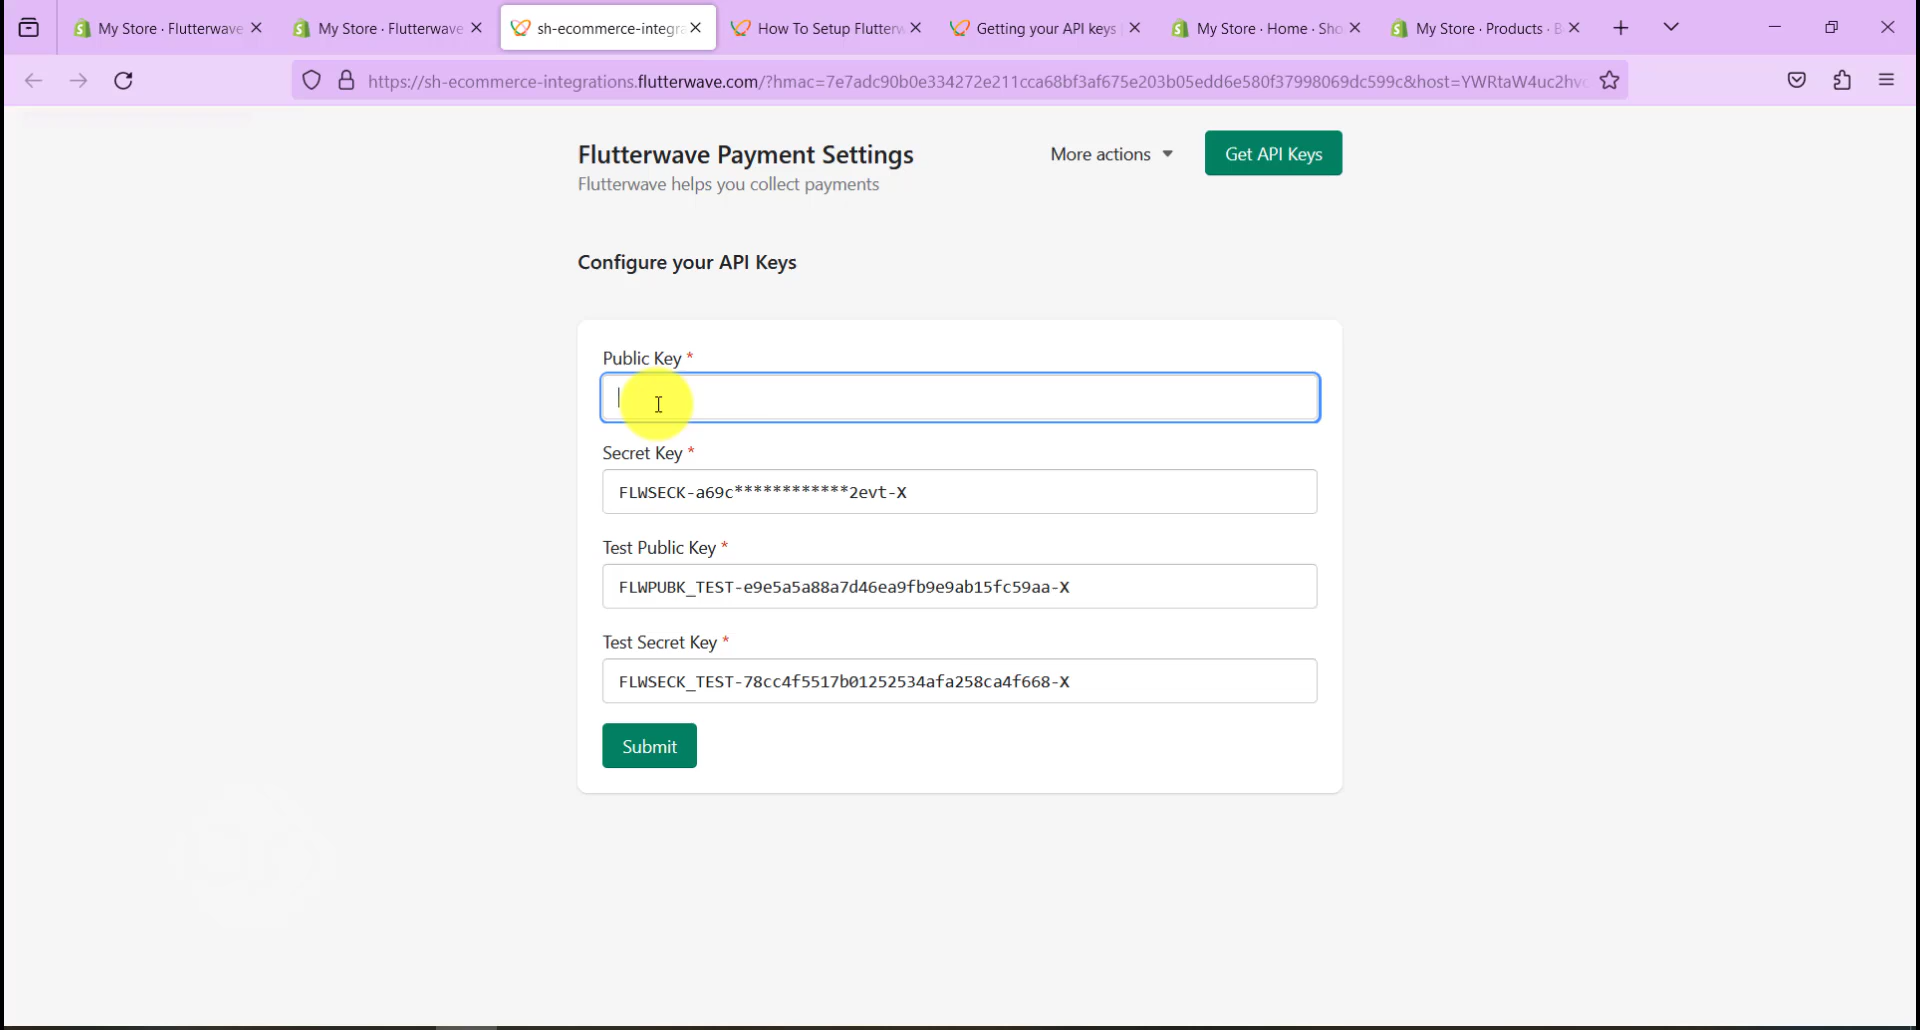 My Store · Flutterwave
My Store · Flutterwave
sh-ecommerce-integra
How To Setup Flutterw
Getting your API keys
My Store · Home · Sho
My Store · Products · B
https://sh-ecommerce-integrations.flutterwave.com/?hmac=7e7adc90b0e334272e211cca68bf3af675e203b05edd6e580f37998069dc599c&host=YWRtaW4uc2hv
Flutterwave Payment Settings
More actions
Get API Keys
Flutterwave helps you collect payments
Configure your API Keys
Public Key *
Secret Key *
FLWSECK-a69c************2evt-X
Test Public Key *
FLWPUBK_TEST-e9e5a5a88a7d46ea9fb9e9ab15fc59aa-X
Test Secret Key *
FLWSECK_TEST-78cc4f5517b01252534afa258ca4f668-X
Submit